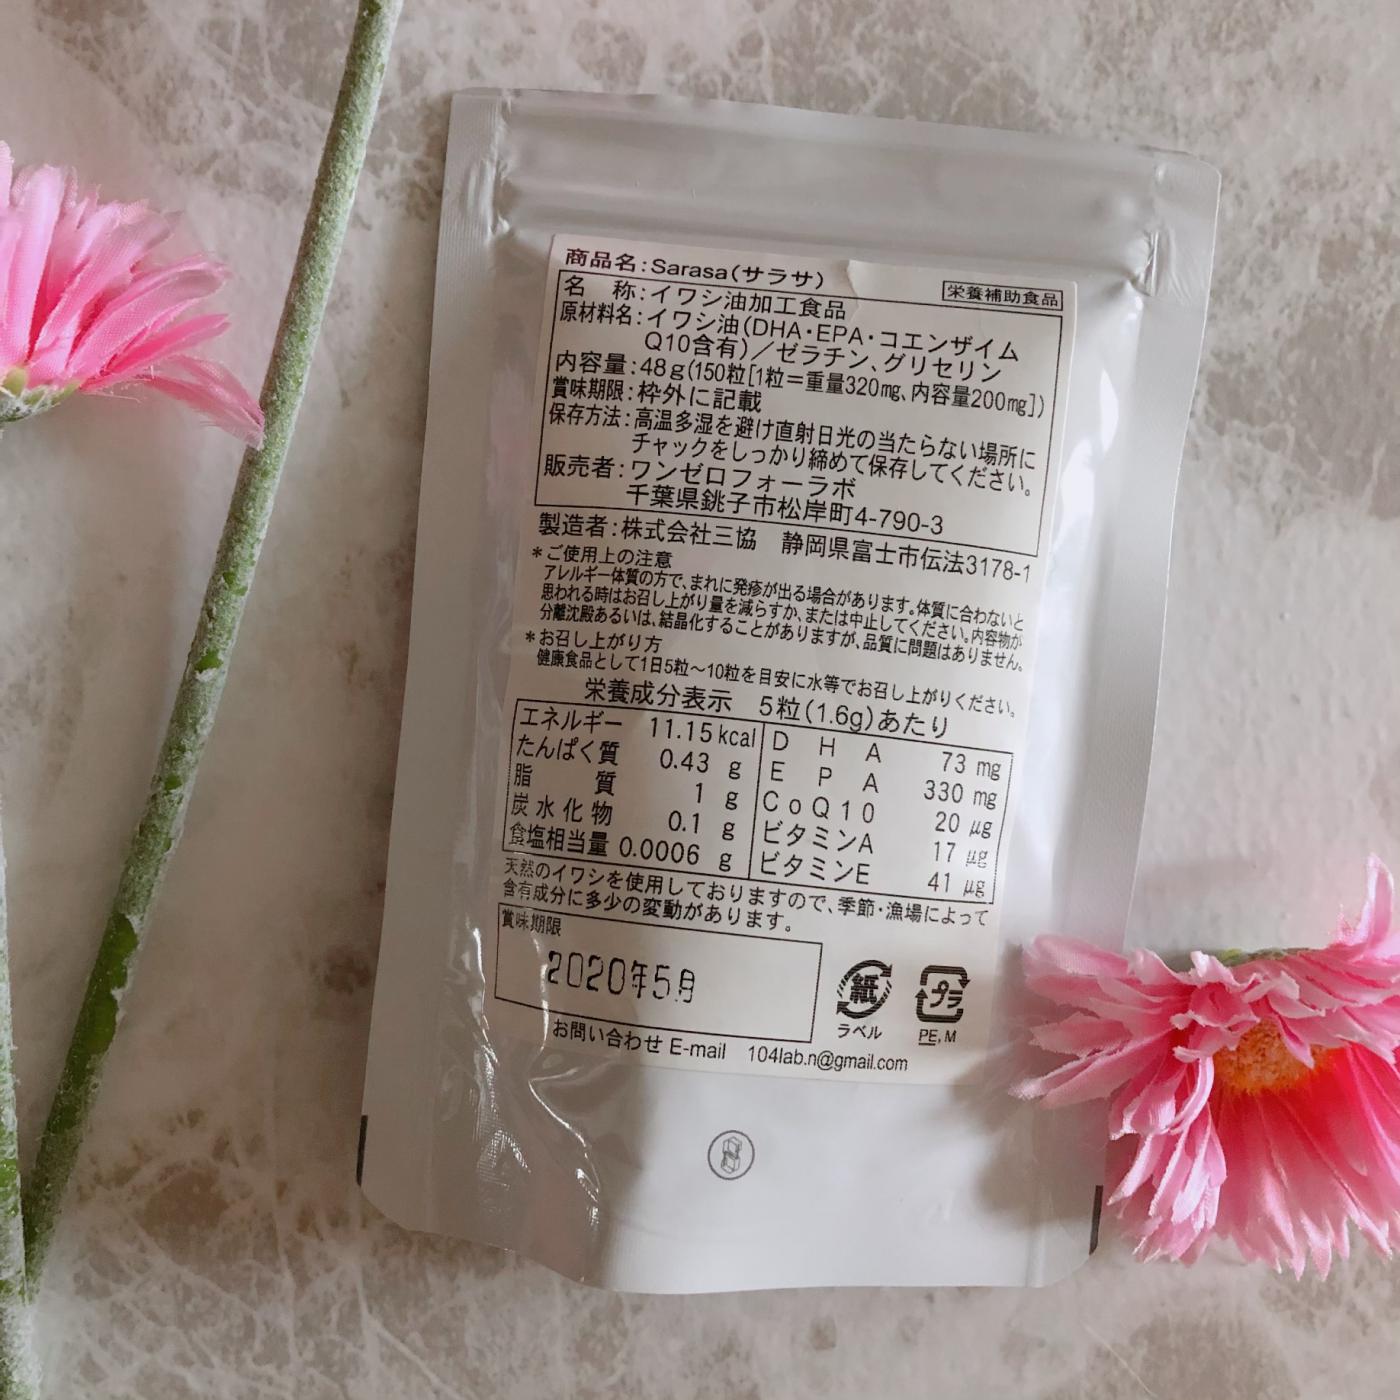 商品名:Sarasa(サラサ)
栄養補助食品
名 称:イワシ油加工食品
原材料名:イワシ油(DHA・EPA・コエンザイム
Q10含有)/ゼラチン、グリセリン
内容量:48g(150粒[1粒=重量320mg、内容量200mg])
賞味期限:枠外に記載
保存方法:高温多湿を避け直射日光の当たらない場所に
チャックをしっかり締めて保存してください。
販売者:ワンゼロフォーラボ
千葉県銚子市松岸町4-790-3
製造者:株式会社三協 静岡県富士市伝法3178-1
*ご使用上の注意
アレルギー体質の方で、まれに発疹が出る場合があります。体質に合わないと
思われる時はお召し上がり量を減らすか、または中止してください。内容物が
分離沈殿あるいは、結晶化することがありますが、品質に問題はありません。
*お召し上がり方
健康食品として1日5粒〜10粒を目安に水等でお召し上がりください。
栄養成分表示 5粒(1.6g)あたり
エネルギー 11.15kcal
たんぱく質 0.43 g
脂質 1 g
炭水化物 0.1 g
食塩相当量 0.0006 g
DHA 73 mg
EPA 330 mg
CoQ10 20 μg
ビタミンA 17 μg
ビタミンE 41 μg
天然のイワシを使用しておりますので、季節・漁場によって
含有成分に多少の変動があります。
賞味期限
2020年5月
紙
ラベル
プラ
PE, M
お問い合わせ E-mail 104lab.n@gmail.com